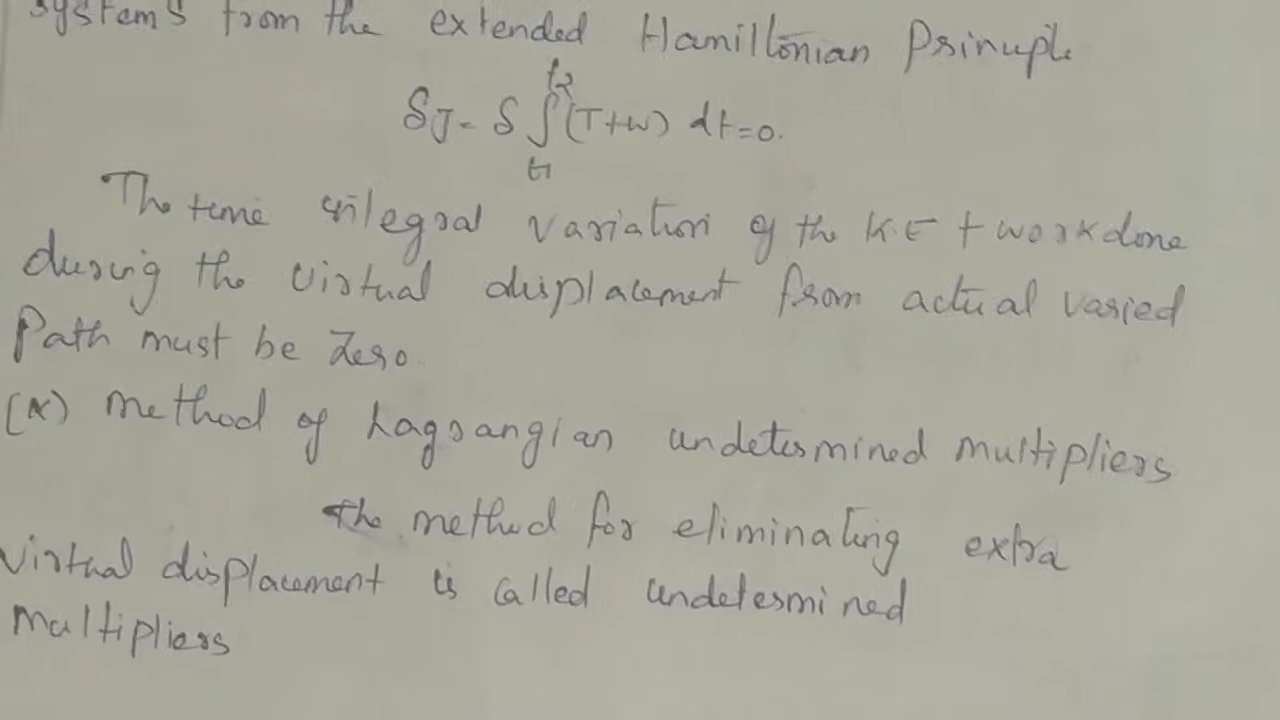 systems from the extended Hamiltonian Principle
δJ = δ ∫_{t1}^{t2} (T+W) dt = 0.
The time integral variation of the K.E + workdone
during the virtual displacement from actual varied
Path must be Zero.
(*) Method of Lagrangian undetermined multipliers
The method for eliminating extra
virtual displacement is called undetermined
Multipliers